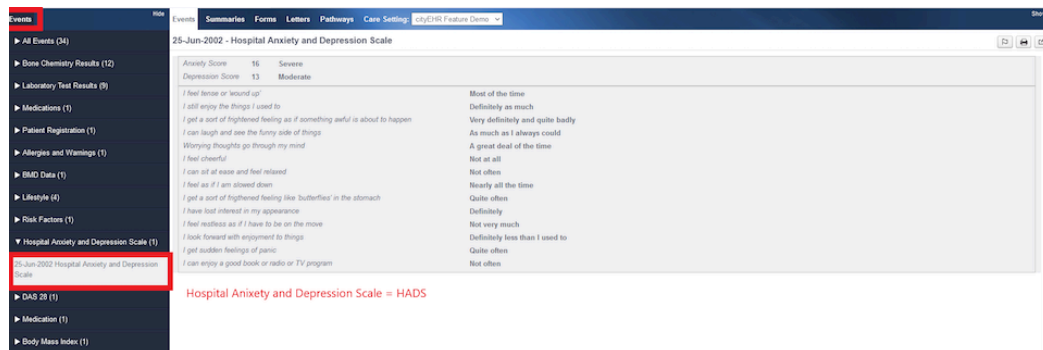 Events
Hide
Events Summaries Forms Letters Pathways Care Setting: cityEHR Feature Demo
Sho
▶ All Events (34)
▶ Bone Chemistry Results (12)
▶ Laboratory Test Results (9)
▶ Medications (1)
▶ Patient Registration (1)
▶ Allergies and Warnings (1)
▶ BMD Data (1)
▶ Lifestyle (4)
▶ Risk Factors (1)
▼ Hospital Anxiety and Depression Scale (1)
25-Jun-2002 Hospital Anxiety and Depression
Scale
▶ DAS 28 (1)
▶ Medication (1)
▶ Body Mass Index (1)
25-Jun-2002 - Hospital Anxiety and Depression Scale
Anxiety Score 16 Severe
Depression Score 13 Moderate
I feel tense or 'wound up' Most of the time
I still enjoy the things I used to Definitely as much
I get a sort of frightened feeling as if something awful is about to happen Very definitely and quite badly
I can laugh and see the funny side of things As much as I always could
Worrying thoughts go through my mind A great deal of the time
I feel cheerful Not at all
I can sit at ease and feel relaxed Not often
I feel as if I am slowed down Nearly all the time
I get a sort of frigthened feeling like 'butterflies' in the stomach Quite often
I have lost interest in my appearance Definitely
I feel restless as if I have to be on the move Not very much
I look forward with enjoyment to things Definitely less than I used to
I get sudden feelings of panic Quite often
I can enjoy a good book or radio or TV program Not often
Hospital Anixety and Depression Scale = HADS